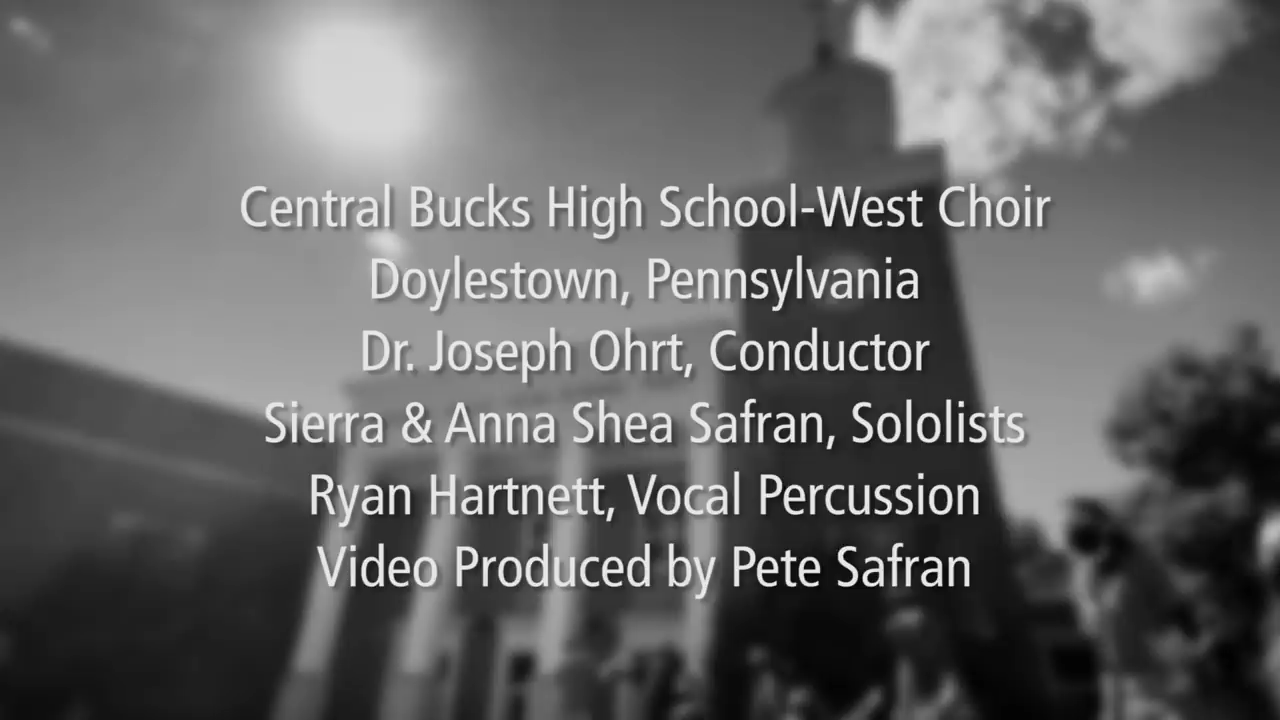 Central Bucks High School-West Choir
Doylestown, Pennsylvania
Dr. Joseph Ohrt, Conductor
Sierra & Anna Shea Safran, Sololists
Ryan Hartnett, Vocal Percussion
Video Produced by Pete Safran